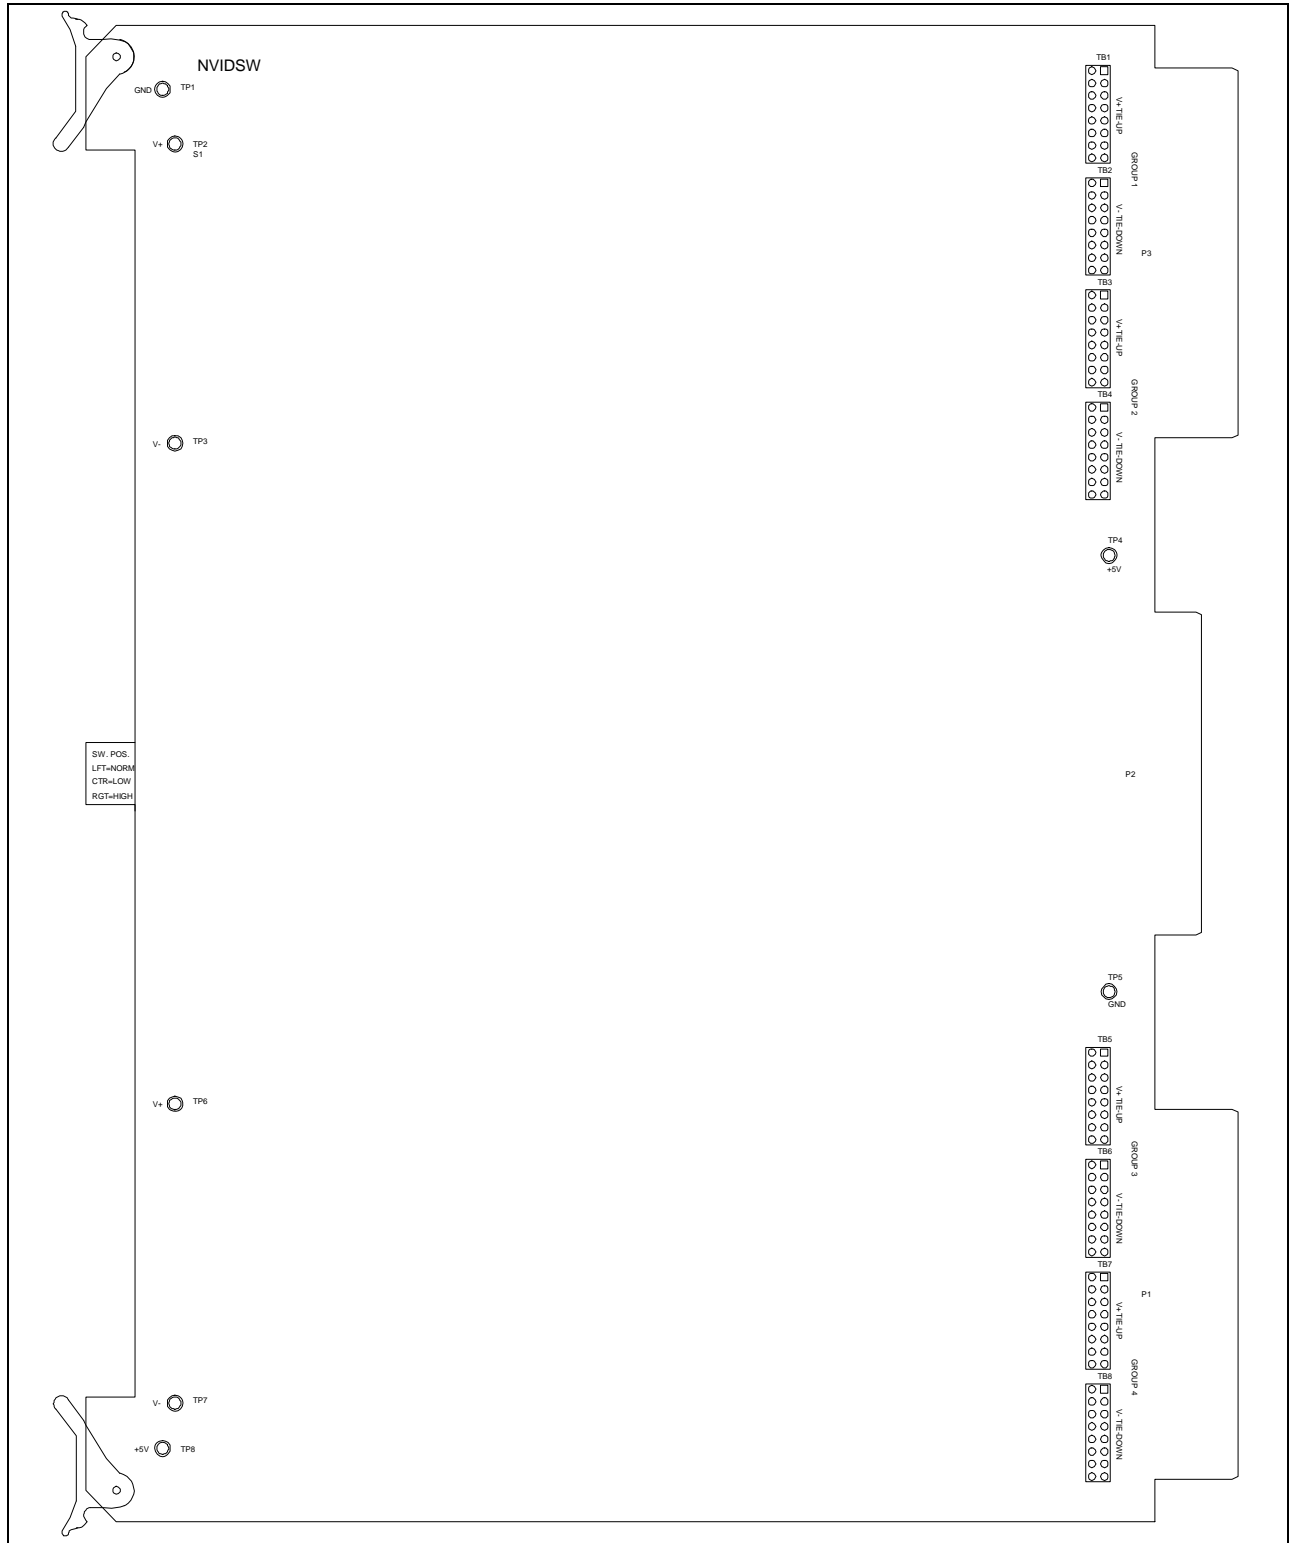 NVIDSW
GND TP1
V+ TP2
S1
TB1
V+ TIE-UP
GROUP 1
TB2
V- TIE-DOWN
P3
TB3
V+ TIE-UP
GROUP 2
TB4
V- TIE-DOWN
V- TP3
TP4
+5V
SW. POS.
LFT=NORM
CTR=LOW
RGT=HIGH
P2
TP5
GND
TB5
V+ TIE-UP
V+ TP6
GROUP 3
TB6
V- TIE-DOWN
TB7
P1
V+ TIE-UP
GROUP 4
TB8
V- TIE-DOWN
V- TP7
+5V TP8